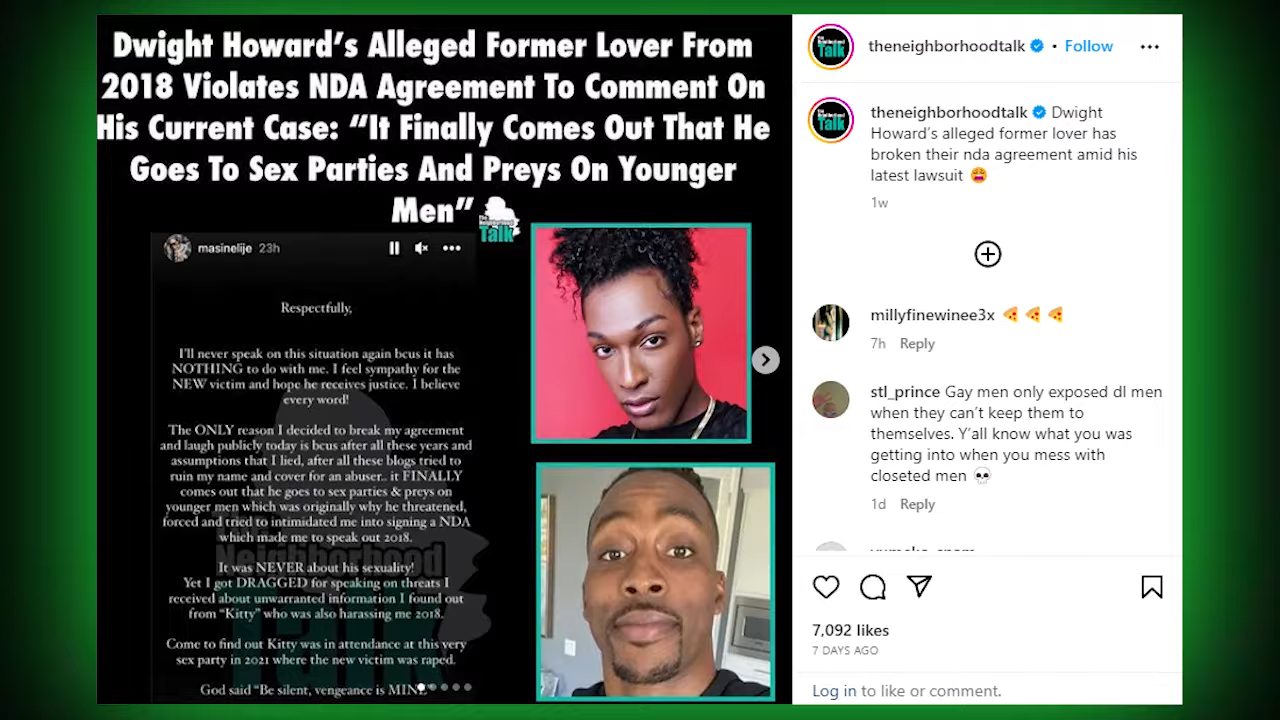 Dwight Howard's Alleged Former Lover From
2018 Violates NDA Agreement To Comment On
His Current Case: “It Finally Comes Out That He
Goes To Sex Parties And Preys On Younger
Men”
The
Neighborhood
Talk
masinelije 23h
Respectfully,
I'll never speak on this situation again bcus it has
NOTHING to do with me. I feel sympathy for the
NEW victim and hope he receives justice. I believe
every word!
The ONLY reason I decided to break my agreement
and laugh publicly today is bcus after all these years and
assumptions that I lied, after all these blogs tried to
ruin my name and cover for an abuser.. it FINALLY
comes out that he goes to sex parties & preys on
younger men which was originally why he threatened,
forced and tried to intimidated me into signing a NDA
which made me to speak out 2018.
It was NEVER about his sexuality!
Yet I got DRAGGED for speaking on threats I
received about unwarranted information I found out
from “Kitty” who was also harassing me 2018.
Come to find out Kitty was in attendance at this very
sex party in 2021 where the new victim was raped.
God said “Be silent, vengeance is MINE”
The
Neighborhood
Talk
The
Neighborhood
Talk
theneighborhoodtalk • Follow
The
Neighborhood
Talk
theneighborhoodtalk Dwight
Howard's alleged former lover has
broken their nda agreement amid his
latest lawsuit 😩
1w
millyfinewinee3x 🍕 🍕 🍕
7h Reply
stl_prince Gay men only exposed dl men
when they can't keep them to
themselves. Y'all know what you was
getting into when you mess with
closeted men 💀
1d Reply
7,092 likes
7 DAYS AGO
Log in to like or comment.